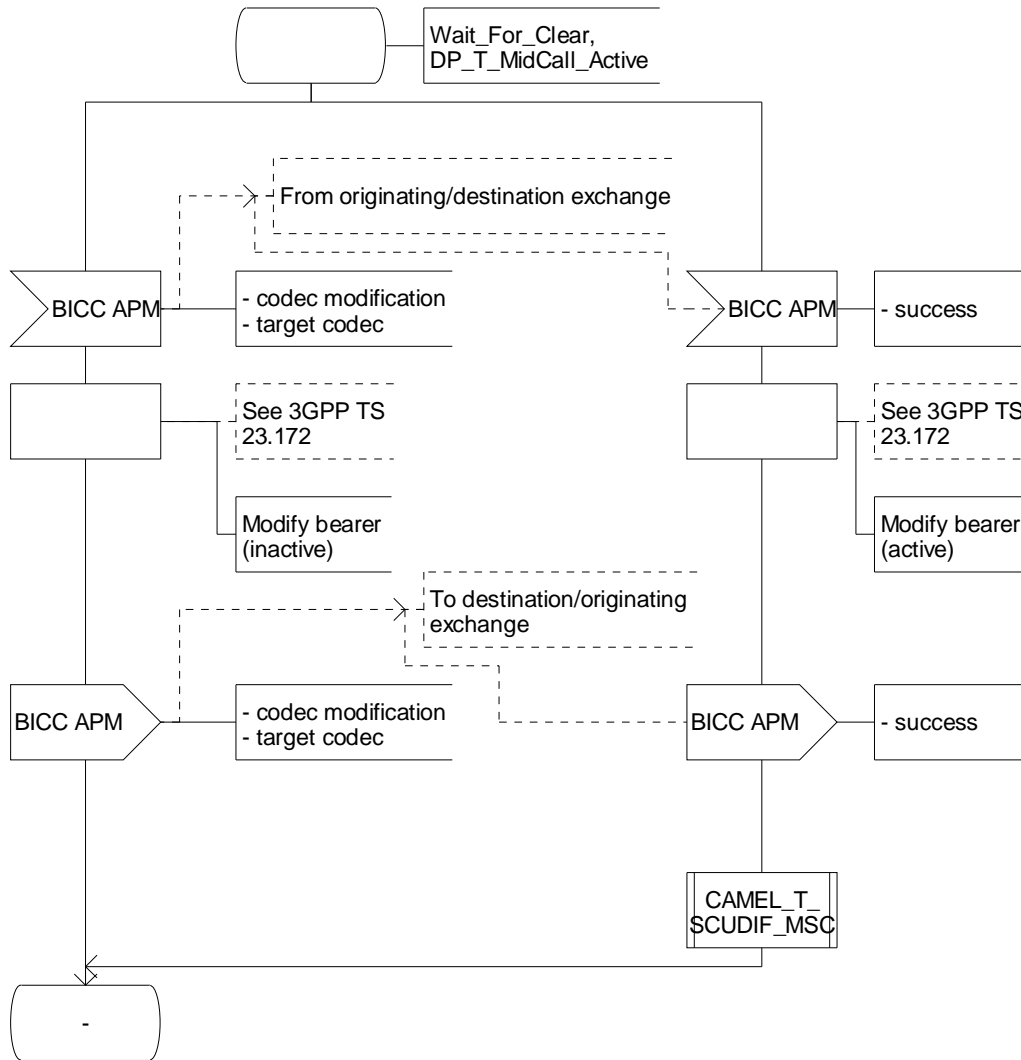 Wait_For_Clear,
DP_T_MidCall_Active
From originating/destination exchange
BICC APM
- codec modification
- target codec
BICC APM
- success
See 3GPP TS
23.172
See 3GPP TS
23.172
Modify bearer
(inactive)
Modify bearer
(active)
To destination/originating
exchange
BICC APM
- codec modification
- target codec
BICC APM
- success
CAMEL_T_
SCUDIF_MSC
-